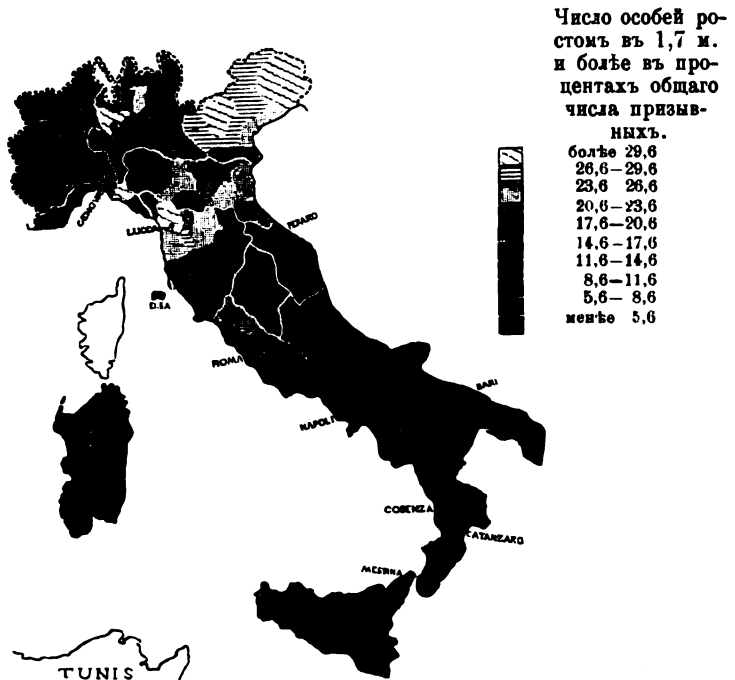 Число особей ро-
стомъ въ 1,7 м.
и болѣе въ про-
центахъ общаго
числа призыв-
ныхъ.
болѣе 29,6
26,6—29,6
23,6 26,6
20,6—23,6
17,6—20,6
14,6—17,6
11,6—14,6
8,6—11,6
5,6— 8,6
менѣе 5,6
GENOVA
LUCCA
PESARO
ELBA
ROMA
NAPOLI
BARI
COSENZA
CATANZARO
MESSINA
TUNIS